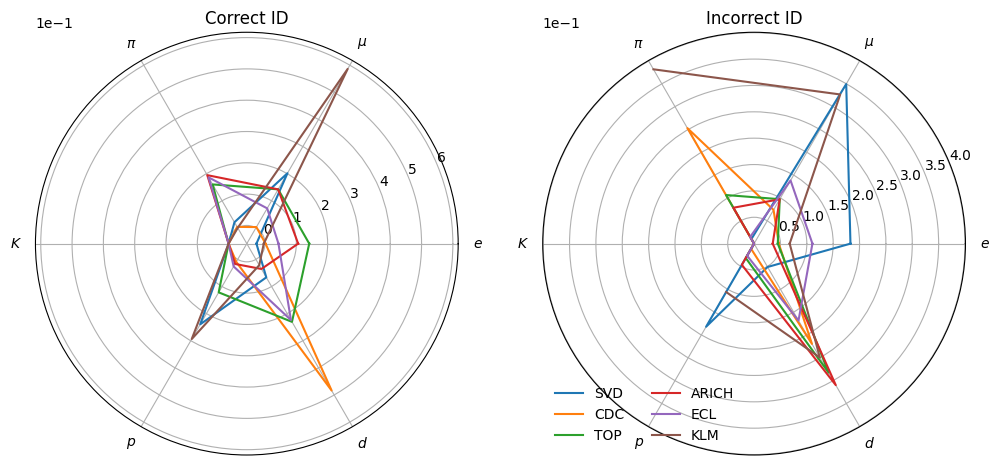 Correct ID
Incorrect ID
1e−1
1e−1
π
μ
π
μ
6
5
4
3
2
1
0
4.0
3.5
3.0
2.5
2.0
1.5
1.0
0.5
K
e
K
e
SVD
CDC
TOP
ARICH
ECL
KLM
p
d
p
d